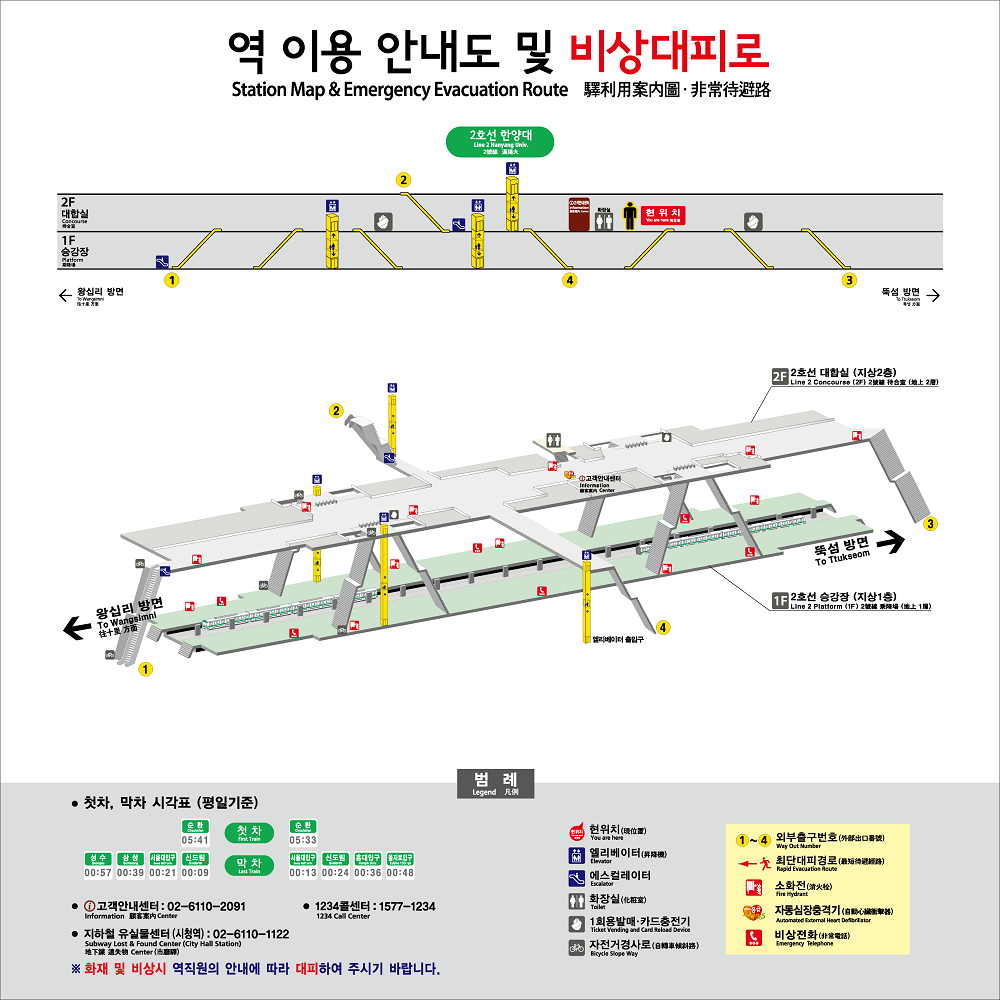 역 이용 안내도 및 비상대피로
Station Map & Emergency Evacuation Route 驛利用案內圖·非常待避路
2호선 한양대
Line 2 Hanyang Univ.
2號線 漢陽大
2
2F
대합실
Concourse
待合室
고객안내센터
Information
화장실
현 위 치
You are here
1F
승강장
Platform
乘降場
1
4
3
왕십리 방면
To Wangsimni
往十里 方面
뚝섬 방면
To Ttukseom
2F 2호선 대합실 (지상2층)
Line 2 Concourse (2F) 2號線 待合室 (地上 2層)
2
고객안내센터
Information
顧客案內 Center
3
뚝섬 방면
To Ttukseom
왕십리 방면
To Wangsimni
往十里 方面
1F 2호선 승강장 (지상1층)
Line 2 Platform (1F) 2號線 乘降場 (地上 1層)
4
엘리베이터 출입구
1
범 례
Legend 凡例
● 첫차, 막차 시각표 (평일기준)
순 환 첫 차 순 환
Circulation First Train Circulation
05:41 05:33
성 수 삼 성 서울대입구 신도림 막 차 서울대입구 신도림 홍대입구 을지로입구
Last Train
00:57 00:39 00:21 00:09 00:13 00:24 00:36 00:48
● 고객안내센터 : 02-6110-2091
Information 顧客案內 Center
● 1234콜센터 : 1577-1234
1234 Call Center
● 지하철 유실물센터 (시청역) : 02-6110-1122
Subway Lost & Found Center (City Hall Station)
地下鐵 遺失物 Center (市廳驛)
※ 화재 및 비상시 역직원의 안내에 따라 대피하여 주시기 바랍니다.
현위치
현위치(現位置)
You are here
엘리베이터(昇降機)
Elevator
에스컬레이터
Escalator
화장실(化粧室)
Toilet
1회용발매·카드충전기
Ticket Vending and Card Reload Device
자전거경사로(自轉車傾斜路)
Bicycle Slope Way
1~4 외부출구번호(外部出口番號)
Way Out Number
최단대피경로(最短待避經路)
Rapid Evacuation Route
소화전(消火栓)
Fire Hydrant
자동심장충격기(自動心臟衝擊器)
Automated External Heart Defibrillator
SOS
비상전화(非常電話)
Emergency Telephone